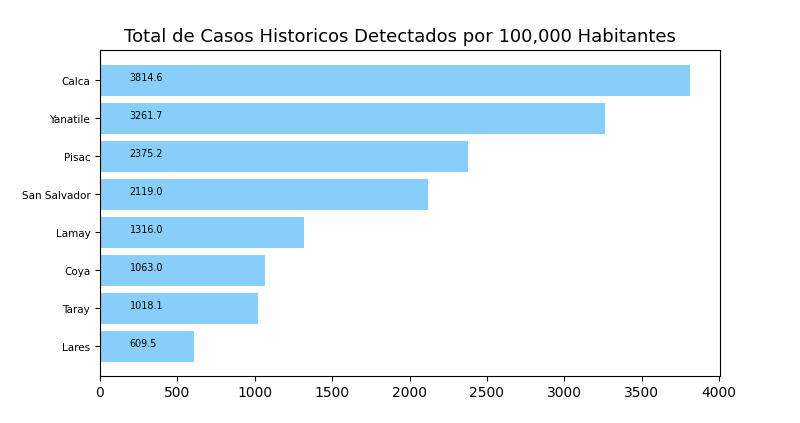 Total de Casos Historicos Detectados por 100,000 Habitantes
Calca 3814.6
Yanatile 3261.7
Pisac 2375.2
San Salvador 2119.0
Lamay 1316.0
Coya 1063.0
Taray 1018.1
Lares 609.5
0 500 1000 1500 2000 2500 3000 3500 4000